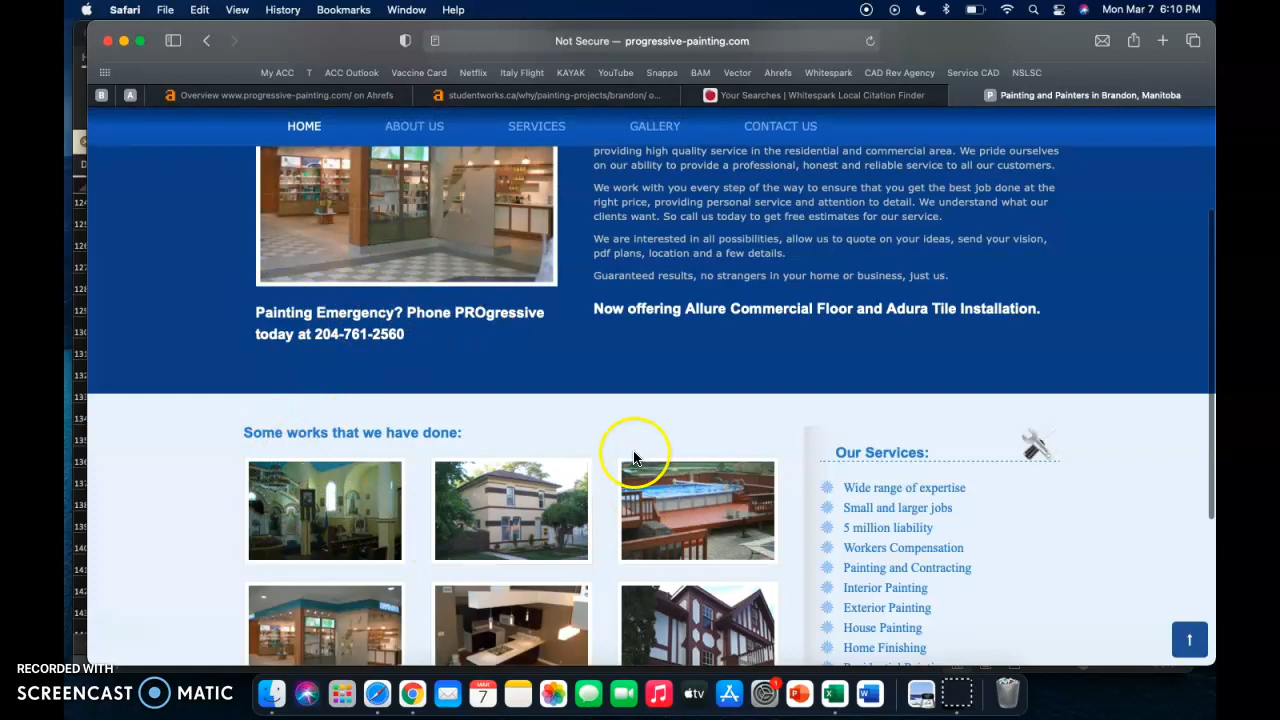 Safari File Edit View History Bookmarks Window Help Mon Mar 7 6:10 PM
Not Secure — progressive-painting.com
My ACC T ACC Outlook Vaccine Card Netflix Italy Flight KAYAK YouTube Snapps BAM Vector Ahrefs Whitespark CAD Rev Agency Service CAD NSLSC
B A Overview www.progressive-painting.com/ on Ahrefs studentworks.ca/why/painting-projects/brandon/ o... Your Searches | Whitespark Local Citation Finder P Painting and Painters in Brandon, Manitoba
HOME ABOUT US SERVICES GALLERY CONTACT US
providing high quality service in the residential and commercial area. We pride ourselves
on our ability to provide a professional, honest and reliable service to all our customers.
We work with you every step of the way to ensure that you get the best job done at the
right price, providing personal service and attention to detail. We understand what our
clients want. So call us today to get free estimates for our service.
We are interested in all possibilities, allow us to quote on your ideas, send your vision,
pdf plans, location and a few details.
Guaranteed results, no strangers in your home or business, just us.
Now offering Allure Commercial Floor and Adura Tile Installation.
Painting Emergency? Phone PROgressive
today at 204-761-2560
Some works that we have done:
Our Services:
Wide range of expertise
Small and larger jobs
5 million liability
Workers Compensation
Painting and Contracting
Interior Painting
Exterior Painting
House Painting
Home Finishing
RECORDED WITH
SCREENCAST MATIC
MAR
7
tv
1